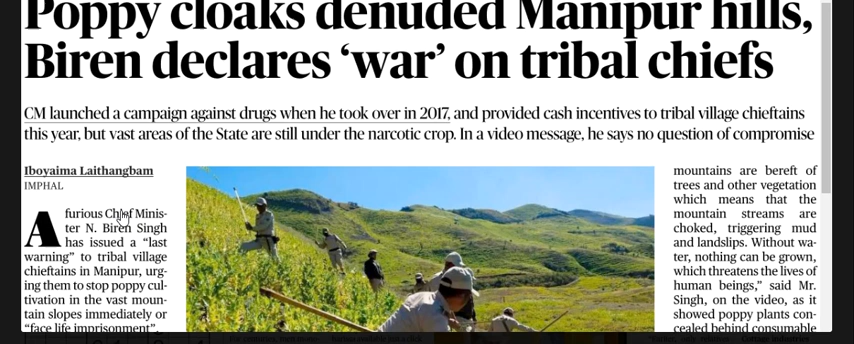 Poppy cloaks denuded Manipur hills,
Biren declares ‘war’ on tribal chiefs
CM launched a campaign against drugs when he took over in 2017, and provided cash incentives to tribal village chieftains
this year, but vast areas of the State are still under the narcotic crop. In a video message, he says no question of compromise
Iboyaima Laithangbam
IMPHAL
A furious Chief Minis-
ter N. Biren Singh
has issued a “last
warning” to tribal village
chieftains in Manipur, urg-
ing them to stop poppy cul-
tivation in the vast moun-
tain slopes immediately or
“face life imprisonment”.
mountains are bereft of
trees and other vegetation
which means that the
mountain streams are
choked, triggering mud
and landslips. Without wa-
ter, nothing can be grown,
which threatens the lives of
human beings,” said Mr.
Singh, on the video, as it
showed poppy plants con-
cealed behind consumable